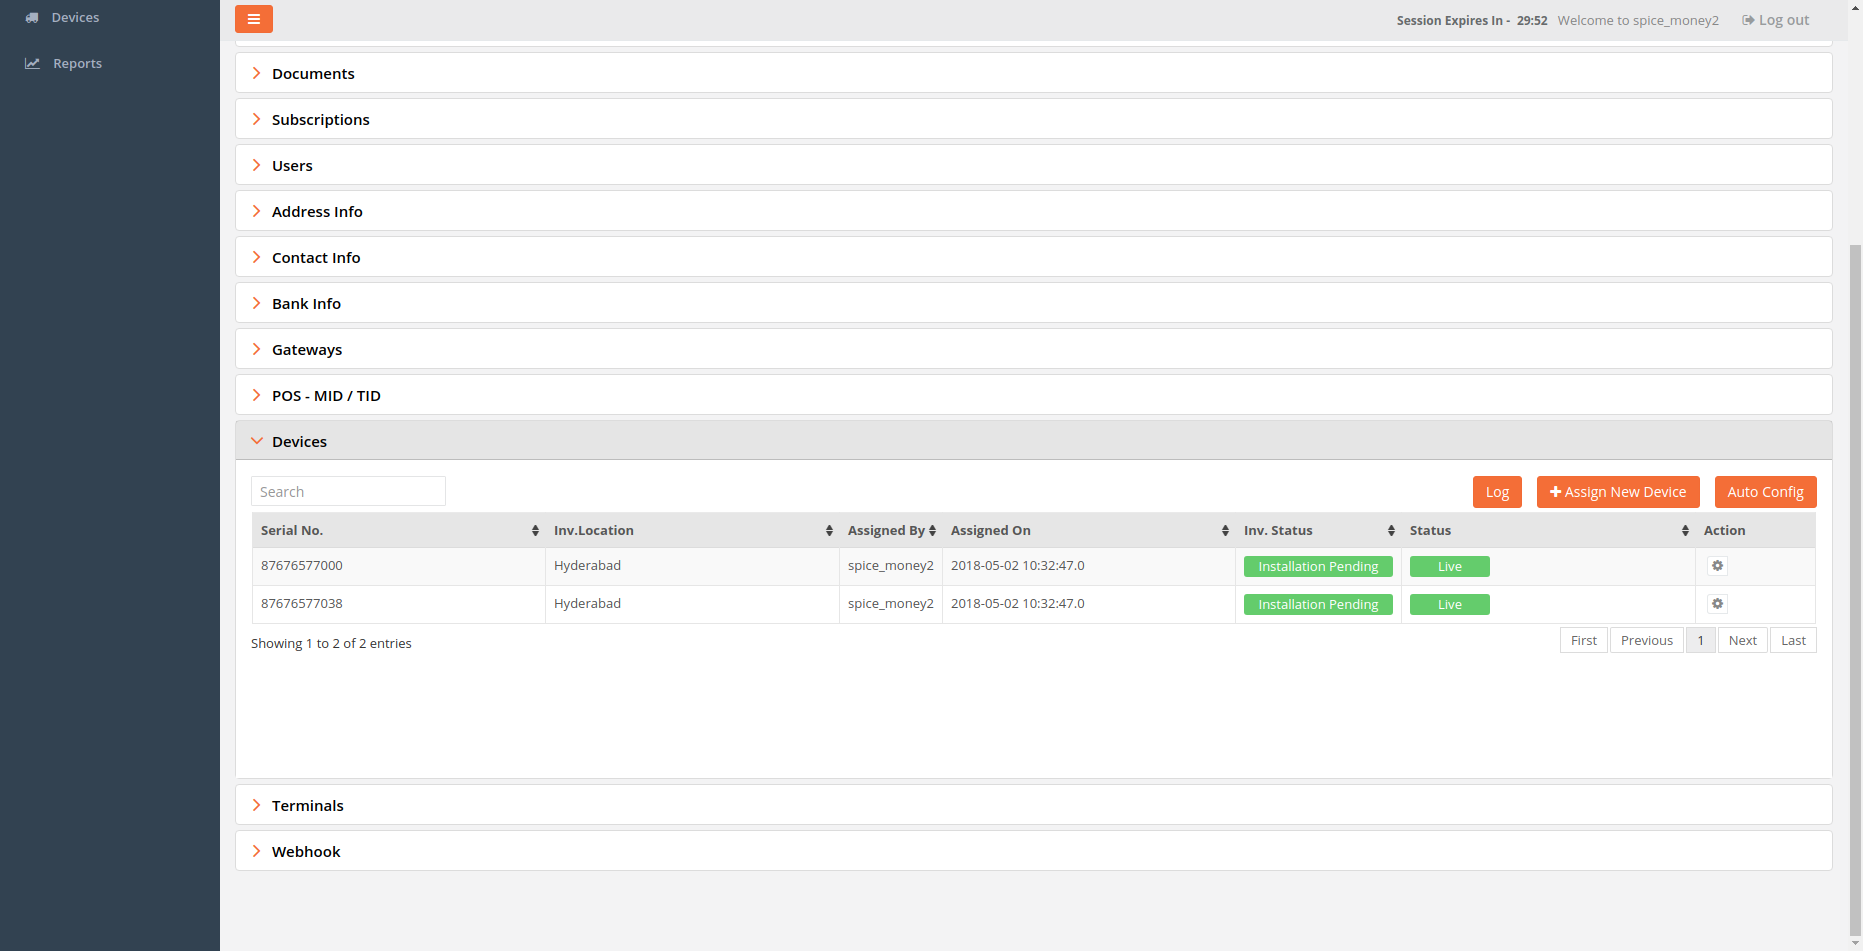 Devices
Reports
Session Expires In - 29:52 Welcome to spice_money2 Log out
Documents
Subscriptions
Users
Address Info
Contact Info
Bank Info
Gateways
POS - MID / TID
Devices
Search Log Assign New Device Auto Config
Serial No. Inv.Location Assigned By Assigned On Inv. Status Status Action
87676577000 Hyderabad spice_money2 2018-05-02 10:32:47.0 Installation Pending Live
87676577038 Hyderabad spice_money2 2018-05-02 10:32:47.0 Installation Pending Live
Showing 1 to 2 of 2 entries First Previous 1 Next Last
Terminals
Webhook